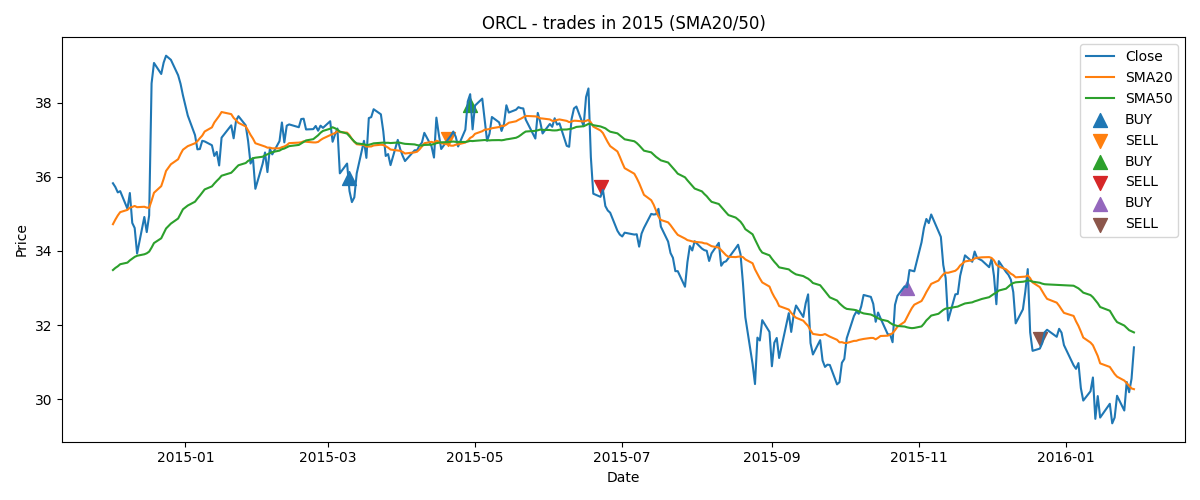 ORCL - trades in 2015 (SMA20/50)
Price
38
36
34
32
30
Close
SMA20
SMA50
BUY
SELL
BUY
SELL
BUY
SELL
2015-01
2015-03
2015-05
2015-07
2015-09
2015-11
2016-01
Date